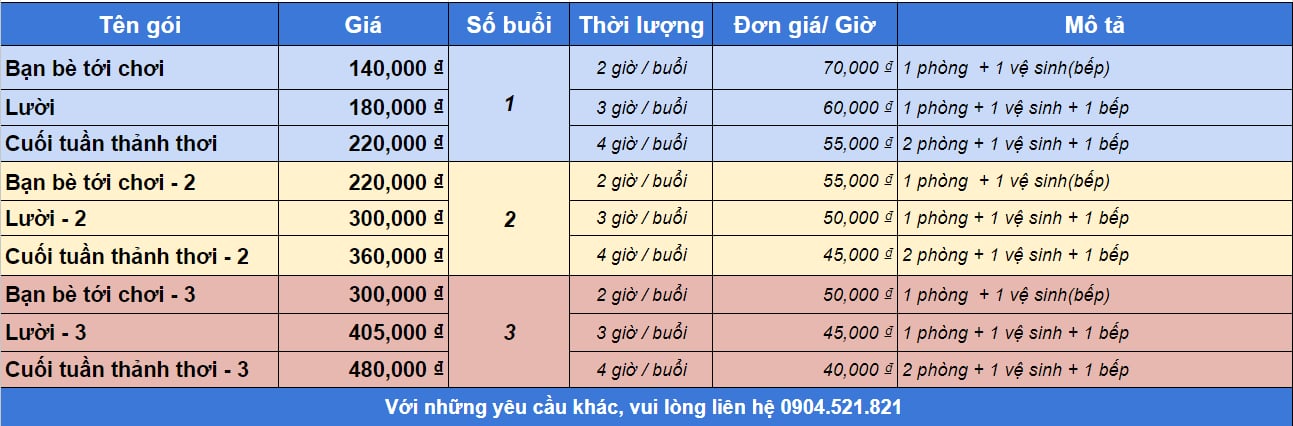 Tên gói Giá Số buổi Thời lượng Đơn giá/ Giờ Mô tả
Bạn bè tới chơi 140,000 ₫ 2 giờ / buổi 70,000 ₫ 1 phòng + 1 vệ sinh(bếp)
Lười 180,000 ₫ 1 3 giờ / buổi 60,000 ₫ 1 phòng + 1 vệ sinh + 1 bếp
Cuối tuần thảnh thơi 220,000 ₫ 4 giờ / buổi 55,000 ₫ 2 phòng + 1 vệ sinh + 1 bếp
Bạn bè tới chơi - 2 220,000 ₫ 2 giờ / buổi 55,000 ₫ 1 phòng + 1 vệ sinh(bếp)
Lười - 2 300,000 ₫ 2 3 giờ / buổi 50,000 ₫ 1 phòng + 1 vệ sinh + 1 bếp
Cuối tuần thảnh thơi - 2 360,000 ₫ 4 giờ / buổi 45,000 ₫ 2 phòng + 1 vệ sinh + 1 bếp
Bạn bè tới chơi - 3 300,000 ₫ 2 giờ / buổi 50,000 ₫ 1 phòng + 1 vệ sinh(bếp)
Lười - 3 405,000 ₫ 3 3 giờ / buổi 45,000 ₫ 1 phòng + 1 vệ sinh + 1 bếp
Cuối tuần thảnh thơi - 3 480,000 ₫ 4 giờ / buổi 40,000 ₫ 2 phòng + 1 vệ sinh + 1 bếp
Với những yêu cầu khác, vui lòng liên hệ 0904.521.821